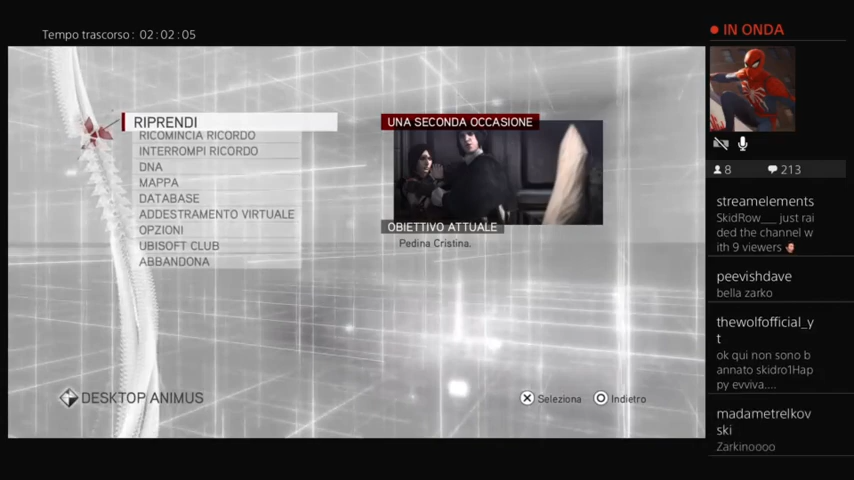 Tempo trascorso: 02:02:05
IN ONDA
RIPRENDI
RICOMINCIA RICORDO
INTERROMPI RICORDO
DNA
MAPPA
DATABASE
ADDESTRAMENTO VIRTUALE
OPZIONI
UBISOFT CLUB
ABBANDONA
UNA SECONDA OCCASIONE
OBIETTIVO ATTUALE
Pedina Cristina.
DESKTOP ANIMUS
Seleziona
Indietro
8
213
streamelements
SkidRow___ just rai
ded the channel w
ith 9 viewers
peevishdave
bella zarko
thewolfofficial_y
t
ok qui non sono b
annato skidro1Hap
py evviva....
madametrelkov
ski
Zarkinoooo